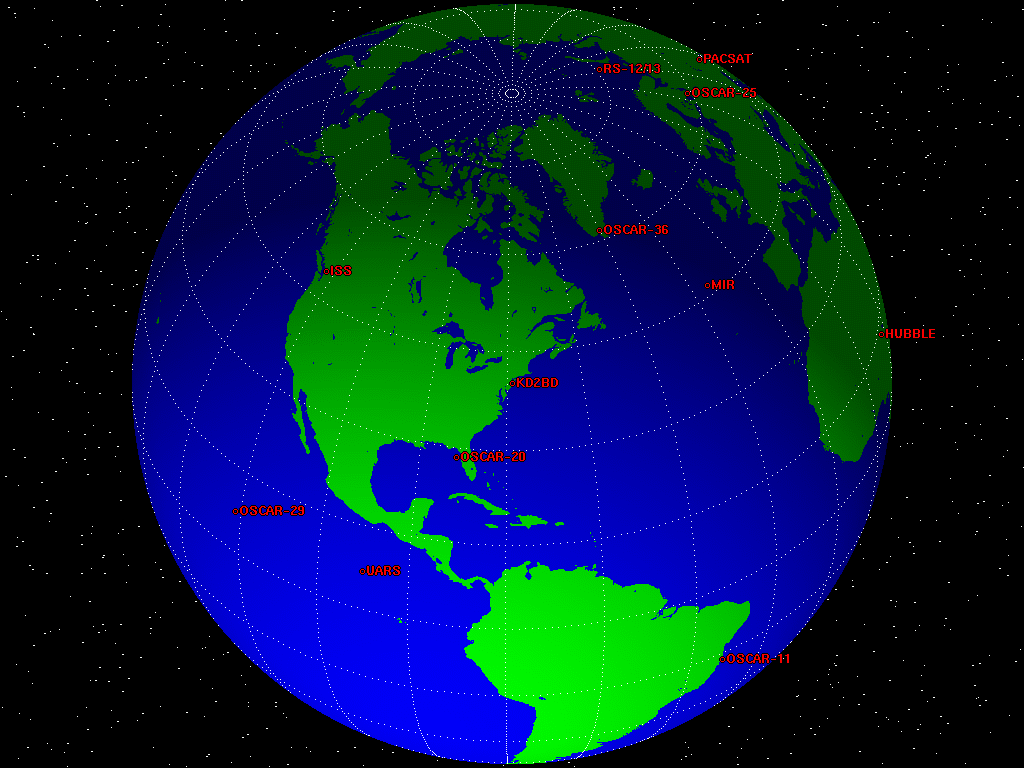 PACSAT
RS-12/13
OSCAR-25
OSCAR-36
ISS
MIR
HUBBLE
KD2BD
OSCAR-20
OSCAR-29
UARS
OSCAR-11